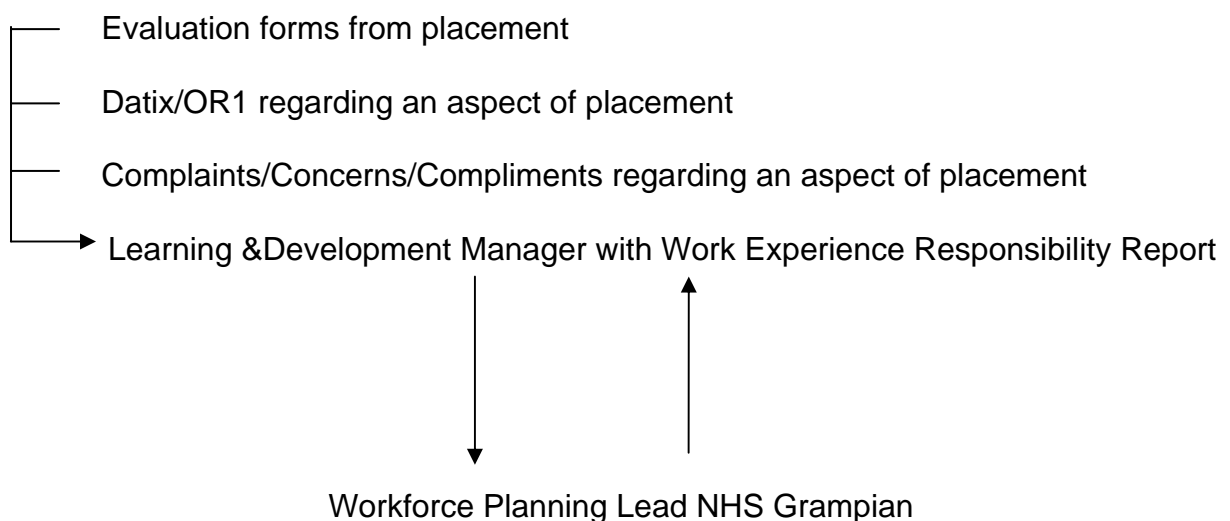 Evaluation forms from placement
Datix/OR1 regarding an aspect of placement
Complaints/Concerns/Compliments regarding an aspect of placement
Learning &Development Manager with Work Experience Responsibility Report
Workforce Planning Lead NHS Grampian